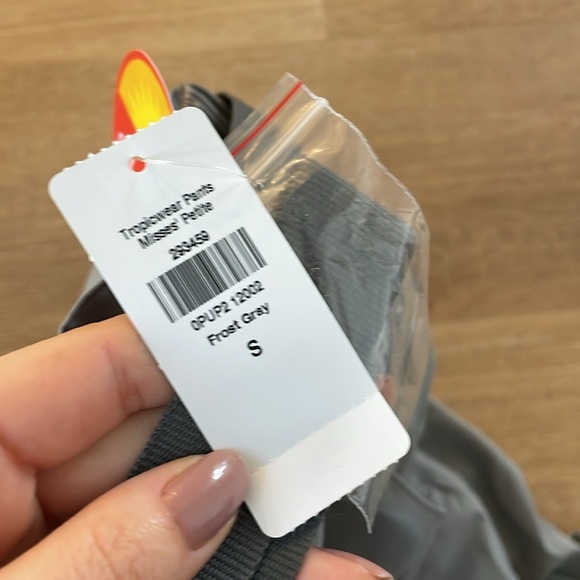 Tropicwear Pants
Misses' Petite
293459
0PUP2 12002
Frost Gray
S